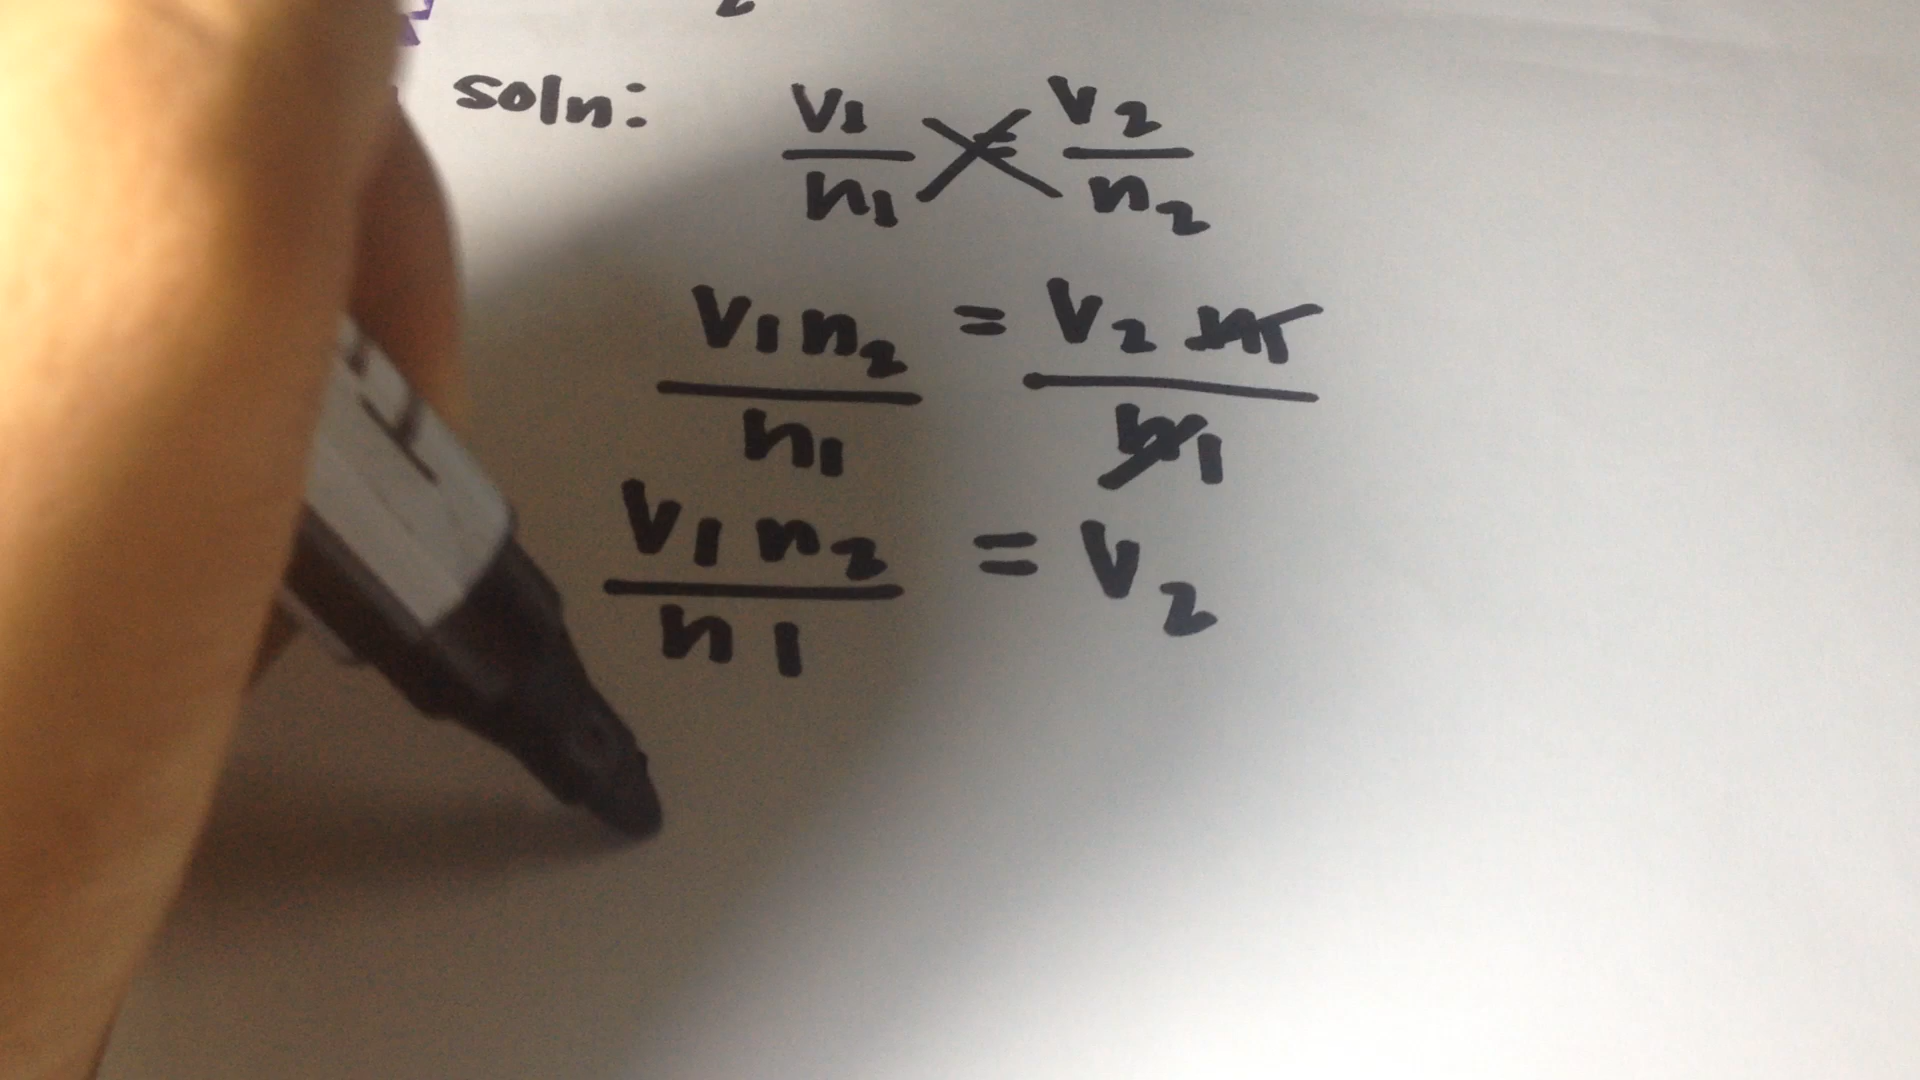 soln: V1 V2
= 
n1 n2
V1 n2 = V2 n1
n1 n1
V1 n2 = V2
n1